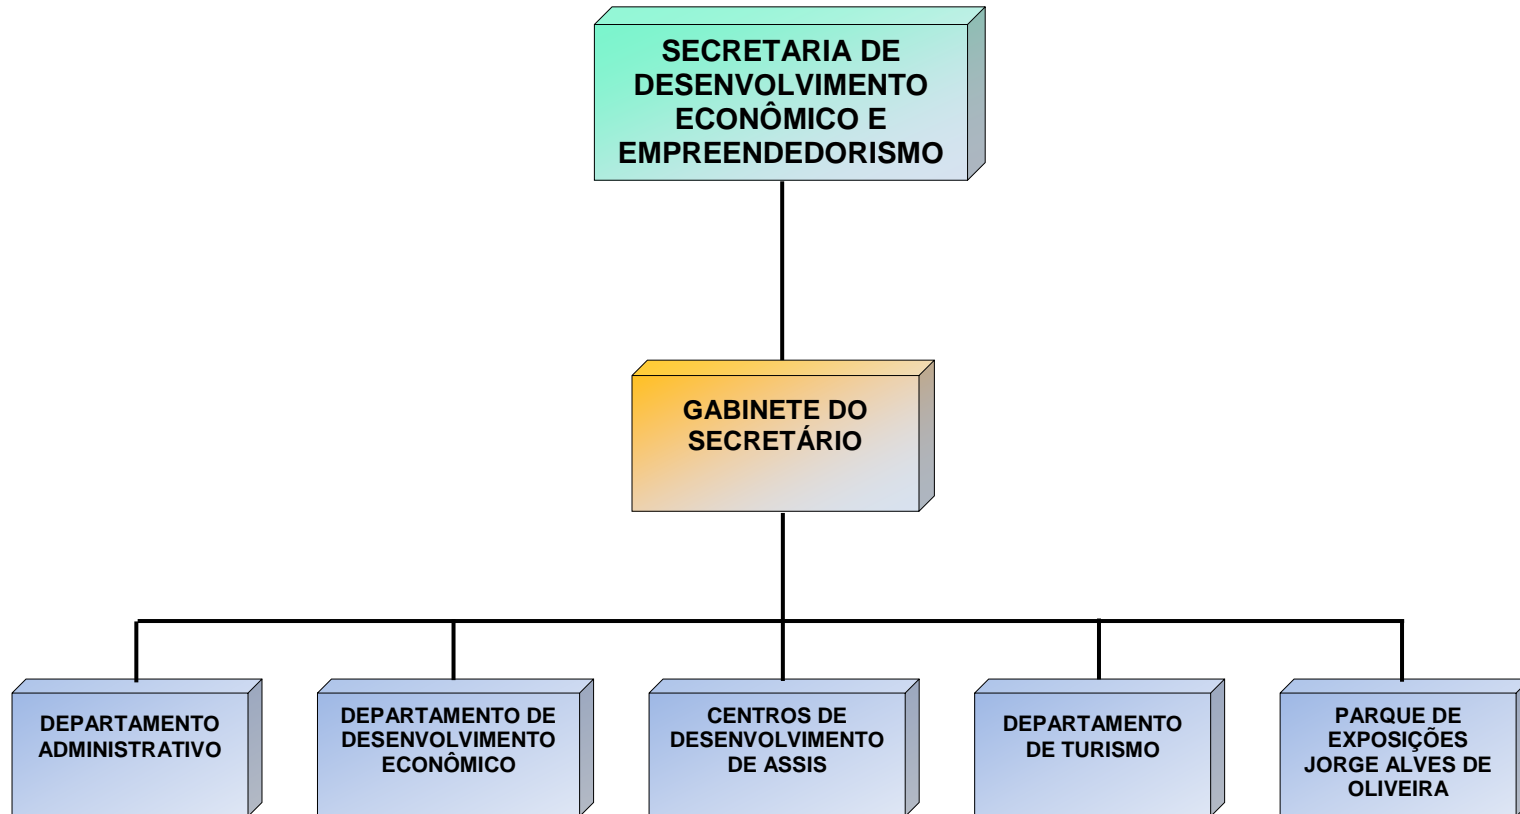 SECRETARIA DE
DESENVOLVIMENTO
ECONÔMICO E
EMPREENDEDORISMO
GABINETE DO
SECRETÁRIO
DEPARTAMENTO
ADMINISTRATIVO
DEPARTAMENTO DE
DESENVOLVIMENTO
ECONÔMICO
CENTROS DE
DESENVOLVIMENTO
DE ASSIS
DEPARTAMENTO
DE TURISMO
PARQUE DE
EXPOSIÇÕES
JORGE ALVES DE
OLIVEIRA